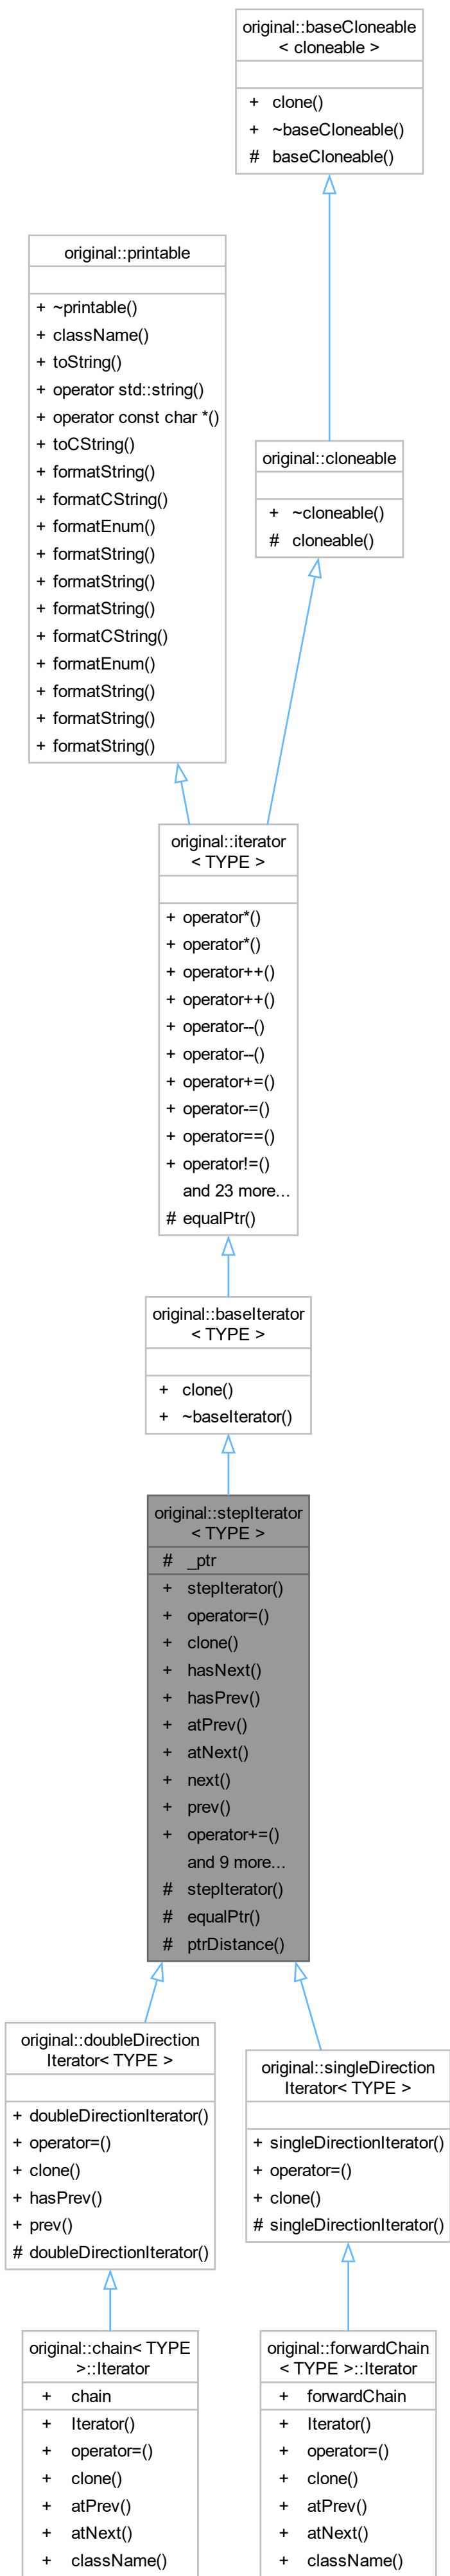 original::baseCloneable
< cloneable >
+ clone()
+ ~baseCloneable()
# baseCloneable()
original::printable
+ ~printable()
+ className()
+ toString()
+ operator std::string()
+ operator const char *()
+ toCString()
+ formatString()
+ formatCString()
+ formatEnum()
+ formatString()
+ formatString()
+ formatString()
+ formatCString()
+ formatEnum()
+ formatString()
+ formatString()
+ formatString()
original::cloneable
+ ~cloneable()
# cloneable()
original::iterator
< TYPE >
+ operator*()
+ operator*()
+ operator++()
+ operator++()
+ operator--()
+ operator--()
+ operator+=()
+ operator-=()
+ operator==()
+ operator!=()
and 23 more...
# equalPtr()
original::baseIterator
< TYPE >
+ clone()
+ ~baseIterator()
original::stepIterator
< TYPE >
# _ptr
+ stepIterator()
+ operator=()
+ clone()
+ hasNext()
+ hasPrev()
+ atPrev()
+ atNext()
+ next()
+ prev()
+ operator+=()
and 9 more...
# stepIterator()
# equalPtr()
# ptrDistance()
original::doubleDirection
Iterator< TYPE >
+ doubleDirectionIterator()
+ operator=()
+ clone()
+ hasPrev()
+ prev()
# doubleDirectionIterator()
original::singleDirection
Iterator< TYPE >
+ singleDirectionIterator()
+ operator=()
+ clone()
# singleDirectionIterator()
original::chain< TYPE
>::Iterator
+ chain
+ Iterator()
+ operator=()
+ clone()
+ atPrev()
+ atNext()
+ className()
original::forwardChain
< TYPE >::Iterator
+ forwardChain
+ Iterator()
+ operator=()
+ clone()
+ atPrev()
+ atNext()
+ className()